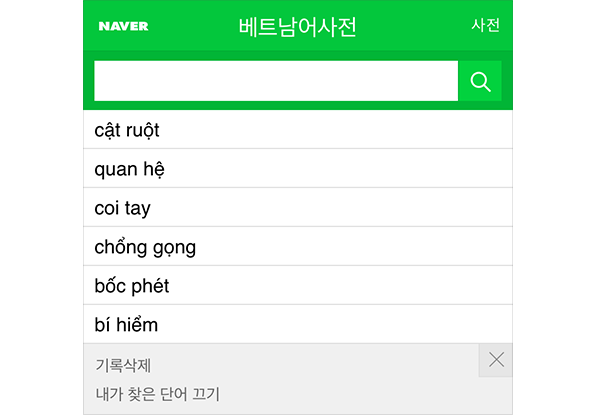 NAVER 베트남어사전 사전
cật ruột
quan hệ
coi tay
chổng gọng
bốc phét
bí hiểm
기록삭제
내가 찾은 단어 끄기